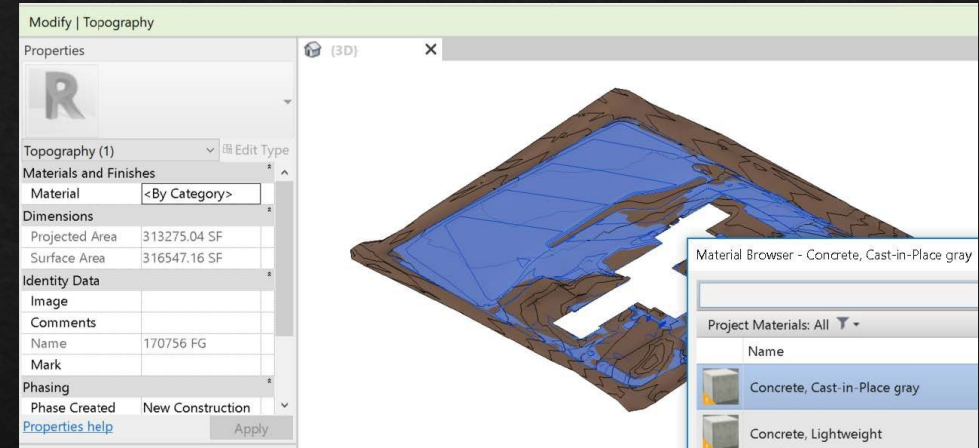 Modify | Topography
Properties
{3D}
R
Topography (1)
Edit Type
Materials and Finishes
Material <By Category>
Dimensions
Projected Area 313275.04 SF
Surface Area 316547.16 SF
Identity Data
Image
Comments
Name 170756 FG
Mark
Phasing
Phase Created New Construction
Properties help
Apply
Material Browser - Concrete, Cast-in-Place gray
Project Materials: All
Name
Concrete, Cast-in-Place gray
Concrete, Lightweight